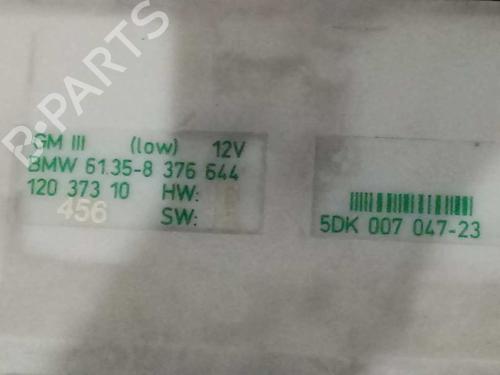 B-PARTS
GM III (low) 12V
BMW 61.35-8 376 644
120 373 10 HW:
456 SW:
5DK 007 047-23